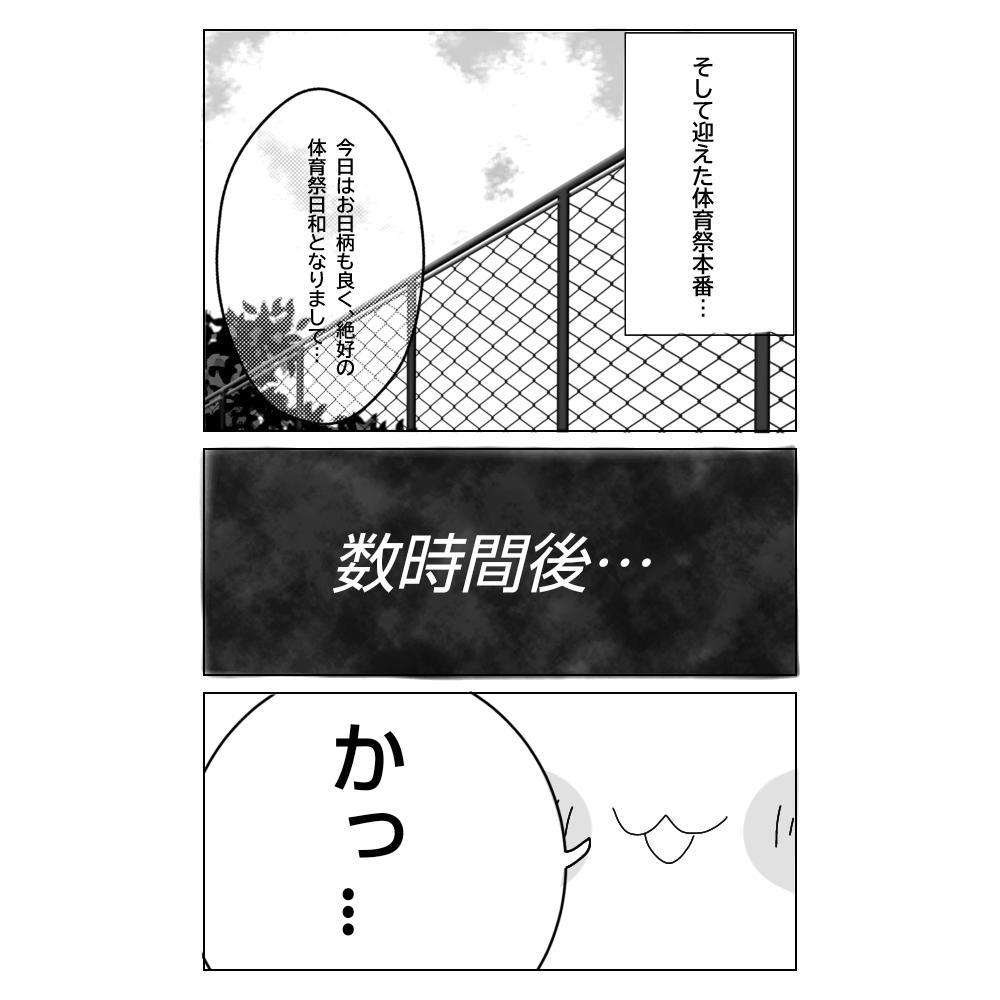 そして迎えた体育祭本番…
今日はお日柄も良く、絶好の
体育祭日和となりまして…
数時間後…
かっ…